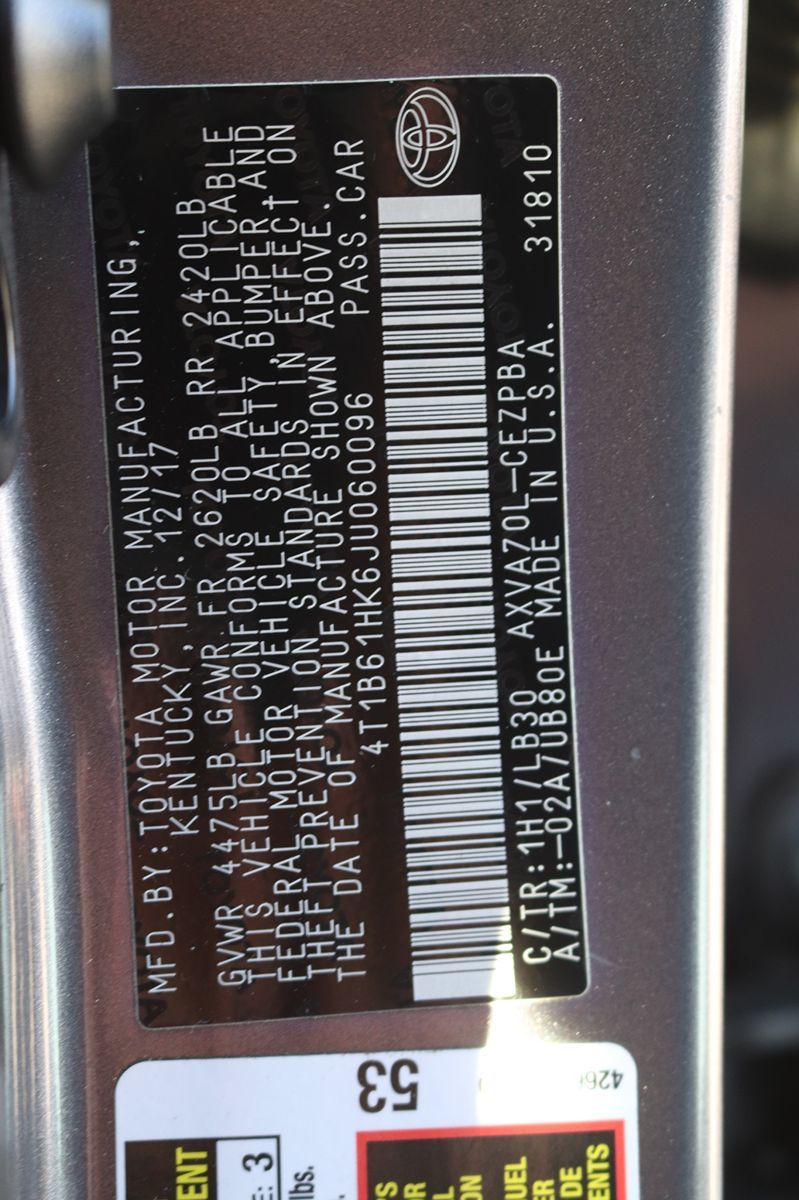 MFD.BY:TOYOTA MOTOR MANUFACTURING,
KENTUCKY, INC. 12/17
GVWR 4475LB GAWR FR 2620LB RR 2420LB
THIS VEHICLE CONFORMS TO ALL APPLICABLE
FEDERAL MOTOR VEHICLE SAFETY, BUMPER, AND
THEFT PREVENTION STANDARDS IN EFFECT ON
THE DATE OF MANUFACTURE SHOWN ABOVE.
4T1B61HK6JU060096 PASS.CAR
C/TR:1H1/LB30 AXVA70L-CEZPBA 31810
A/TM:-02A/UB80E MADE IN U.S.A.
53
3
lbs.